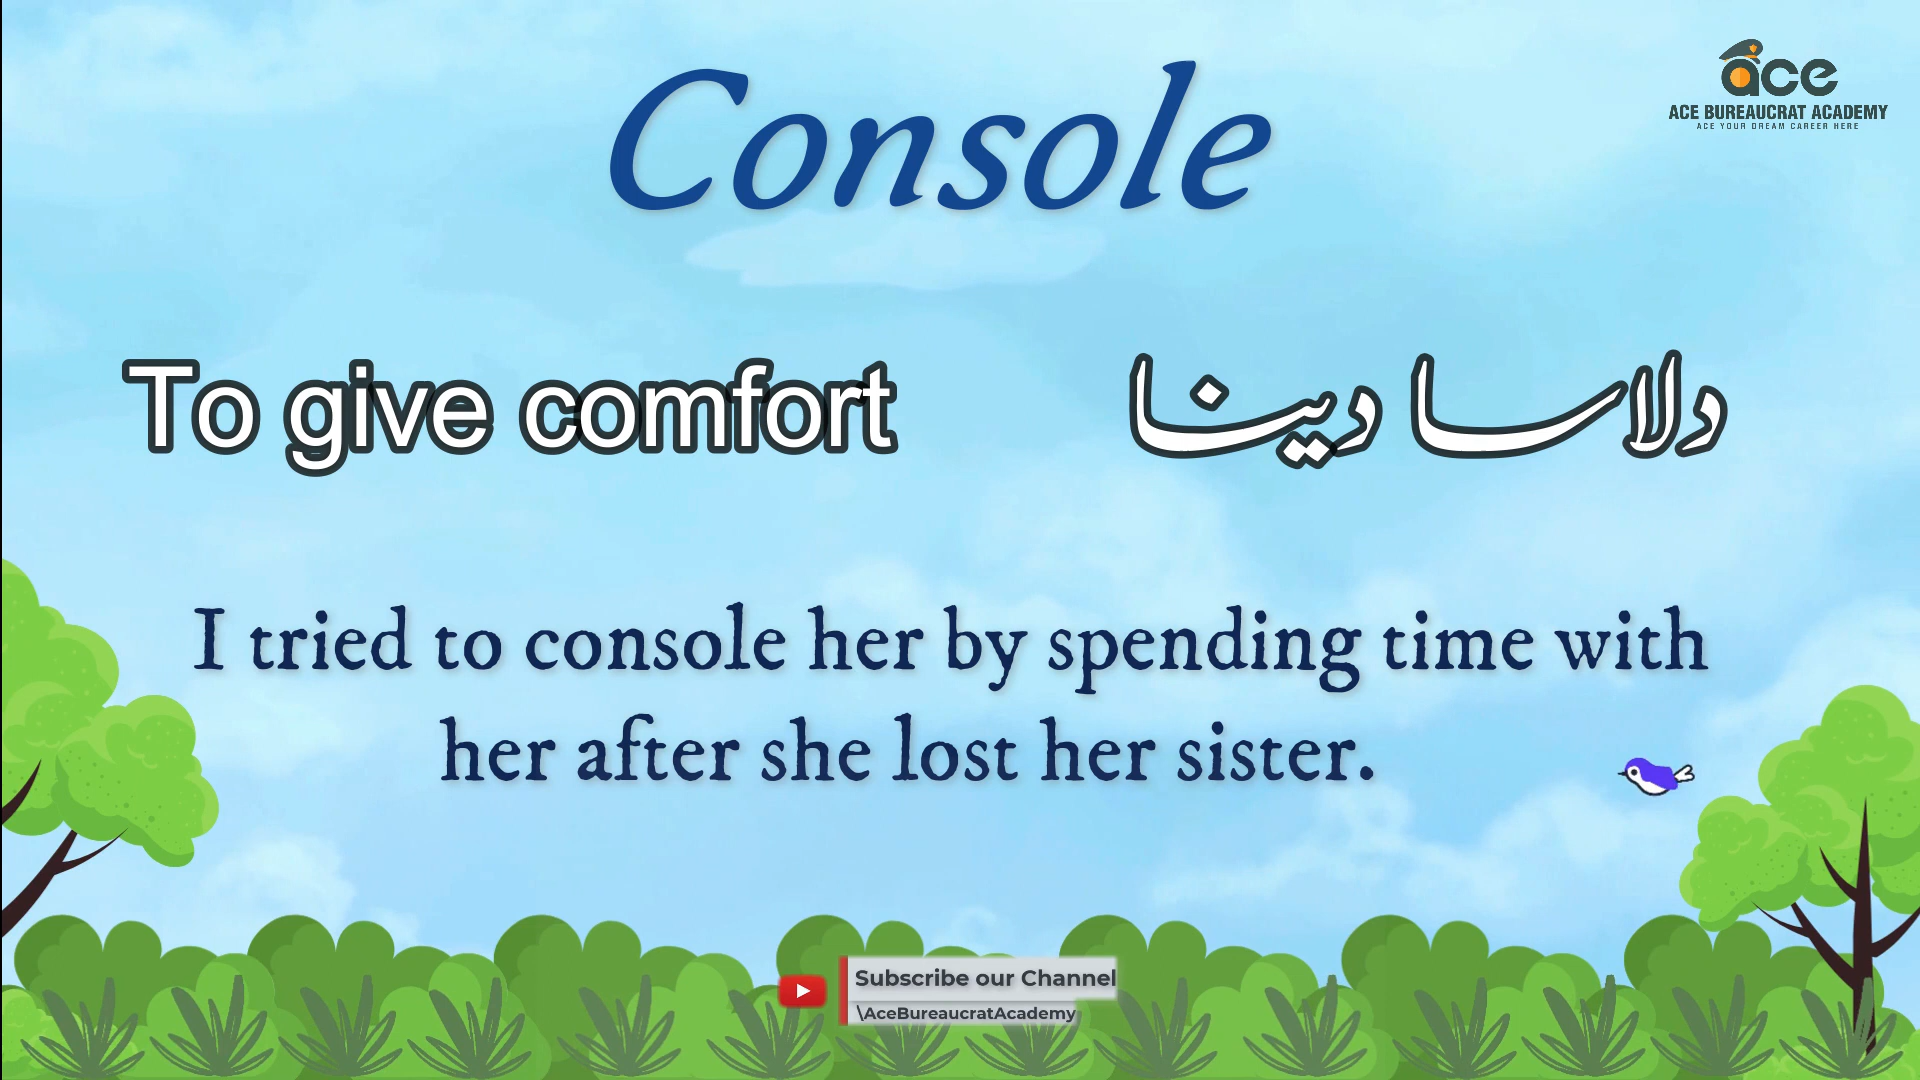 Console
ace
ACE BUREAUCRAT ACADEMY
ACE YOUR DREAM CAREER HERE
To give comfort
دلاسا دینا
I tried to console her by spending time with
her after she lost her sister.
Subscribe our Channel
\AceBureaucratAcademy